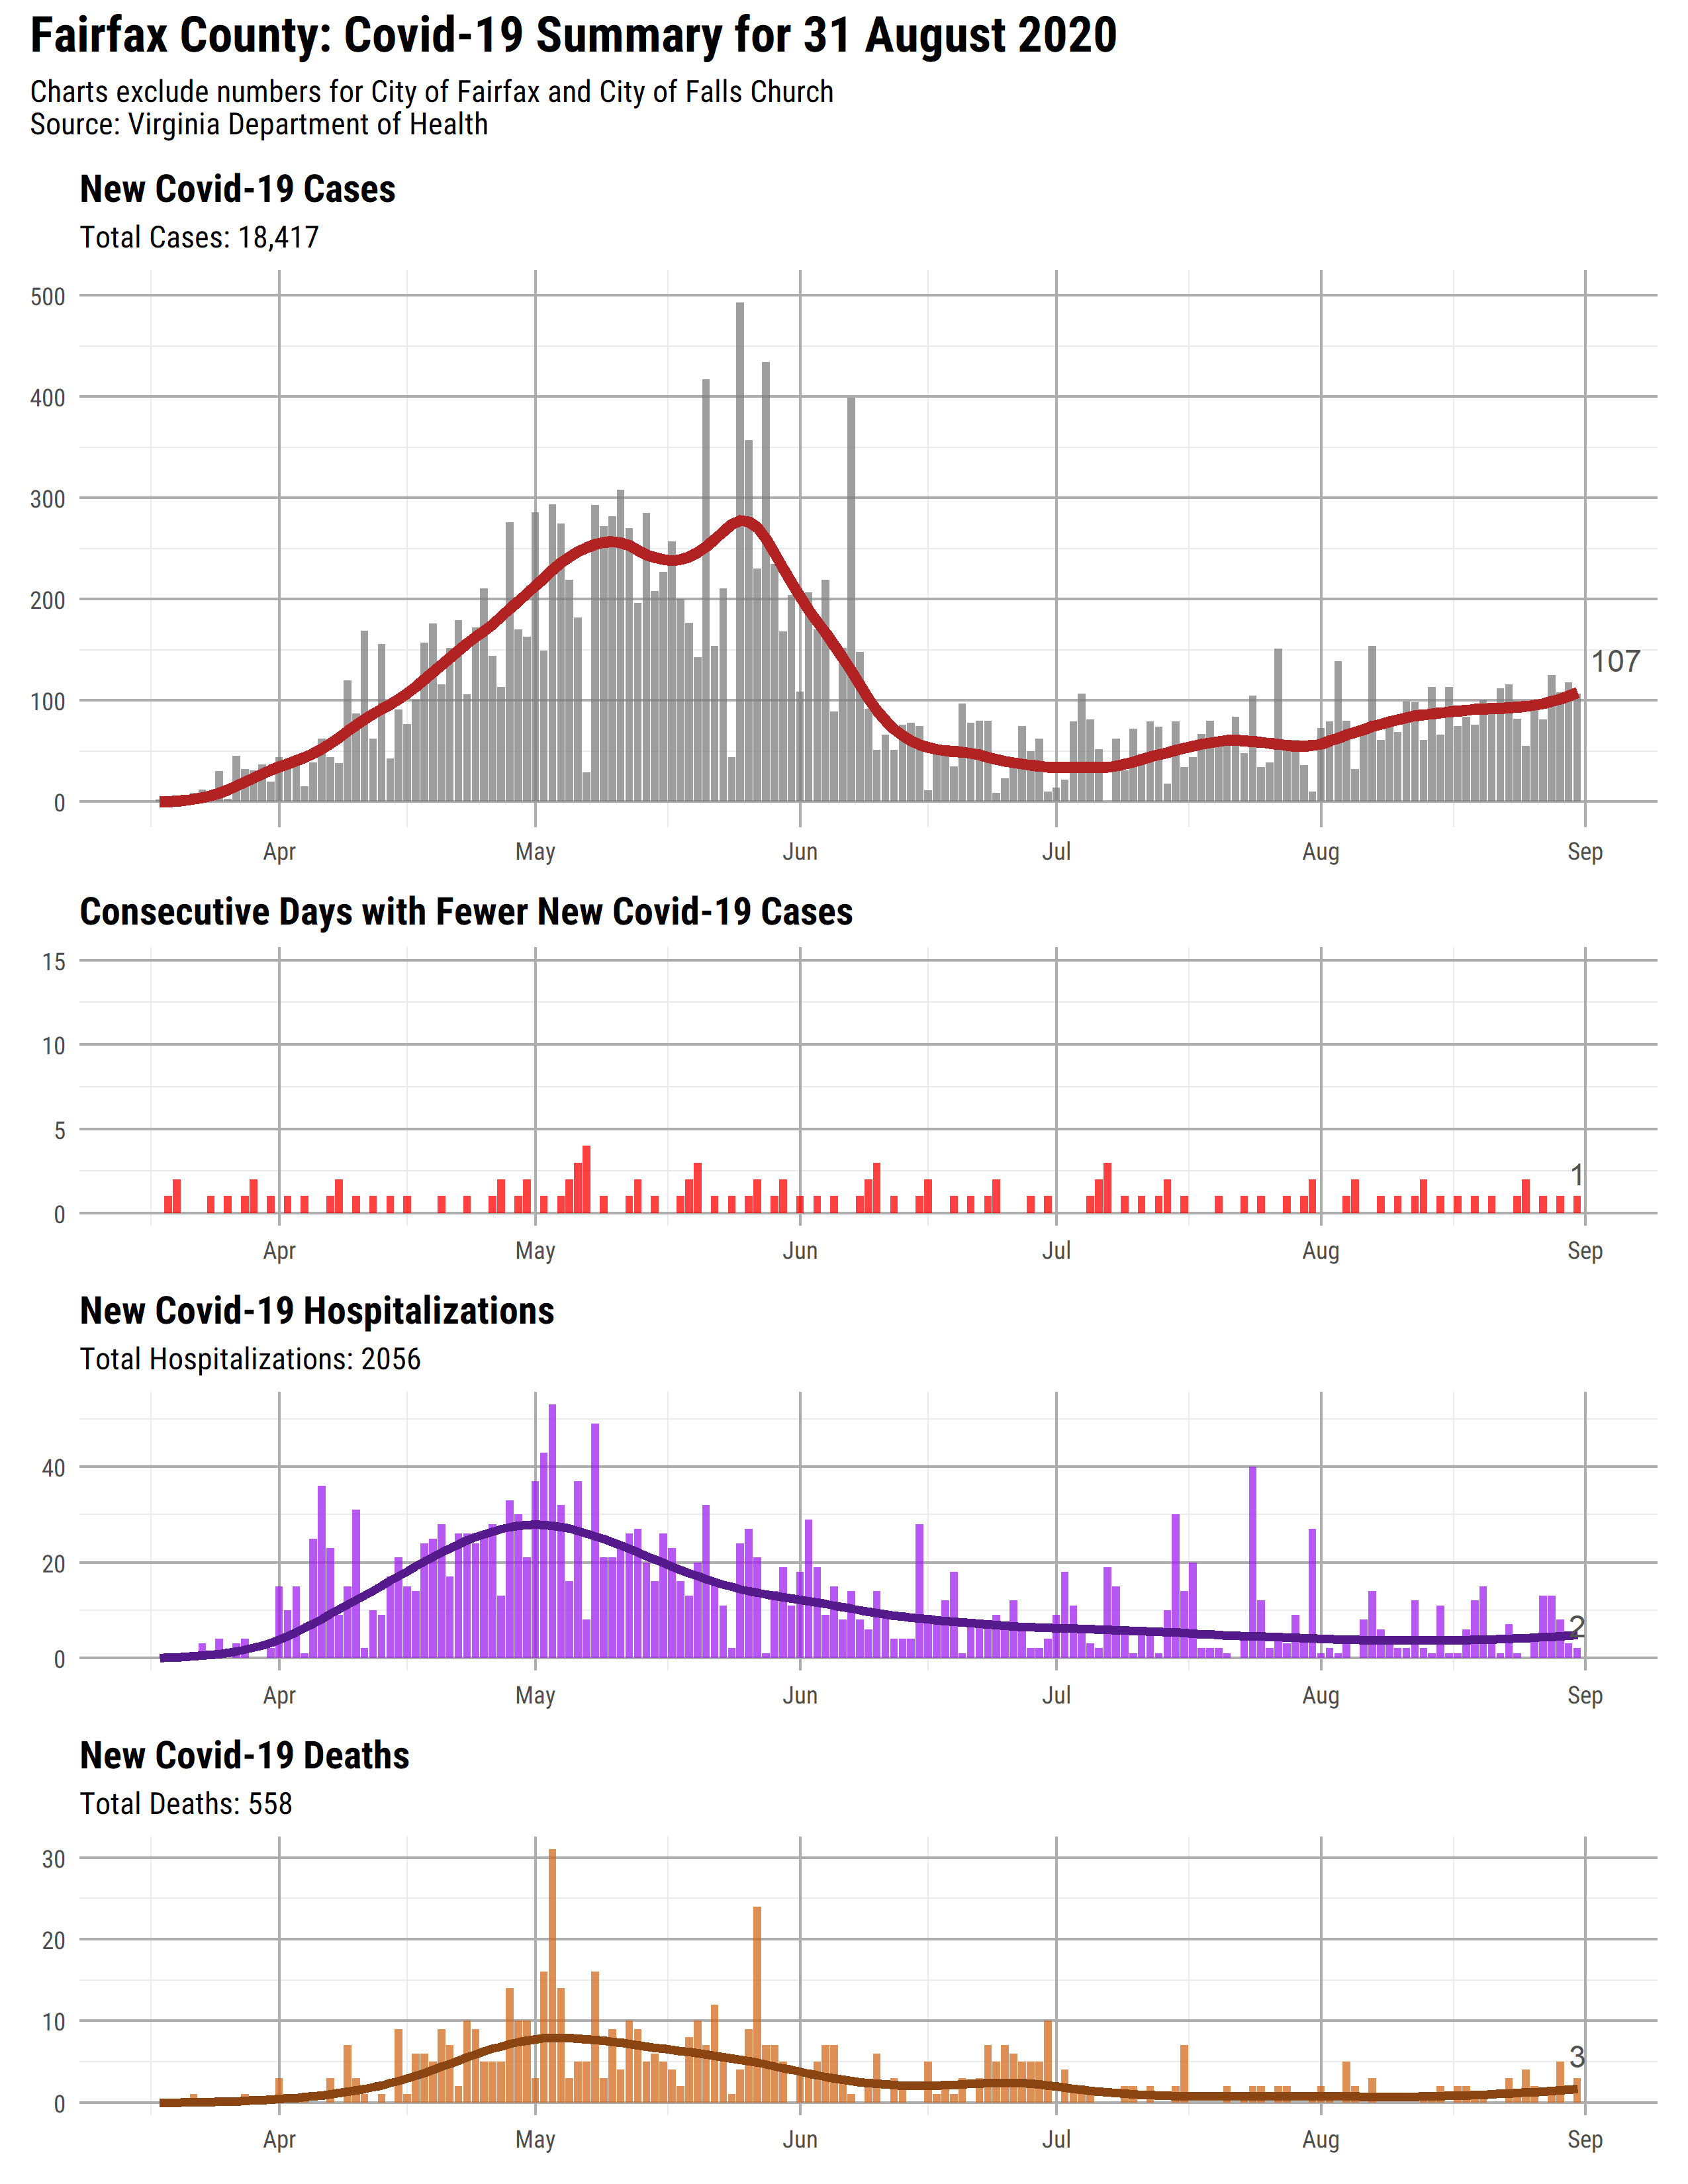 Fairfax County: Covid-19 Summary for 31 August 2020
Charts exclude numbers for City of Fairfax and City of Falls Church
Source: Virginia Department of Health
New Covid-19 Cases
Total Cases: 18,417
500
400
300
200
107
100
0
Apr May Jun Jul Aug Sep
Consecutive Days with Fewer New Covid-19 Cases
15
10
5
1
0
Apr May Jun Jul Aug Sep
New Covid-19 Hospitalizations
Total Hospitalizations: 2056
40
20
2
0
Apr May Jun Jul Aug Sep
New Covid-19 Deaths
Total Deaths: 558
30
20
10
3
0
Apr May Jun Jul Aug Sep